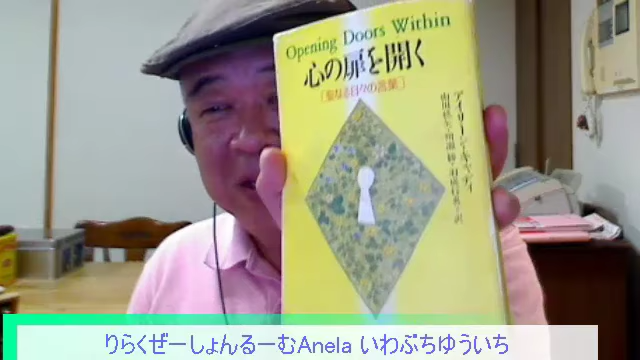 Opening Doors Within
心の扉を開く
[聖なる日々の言葉]
アイリーン・キャディ
りらくぜーしょんるーむAnela いわぶちゆういち